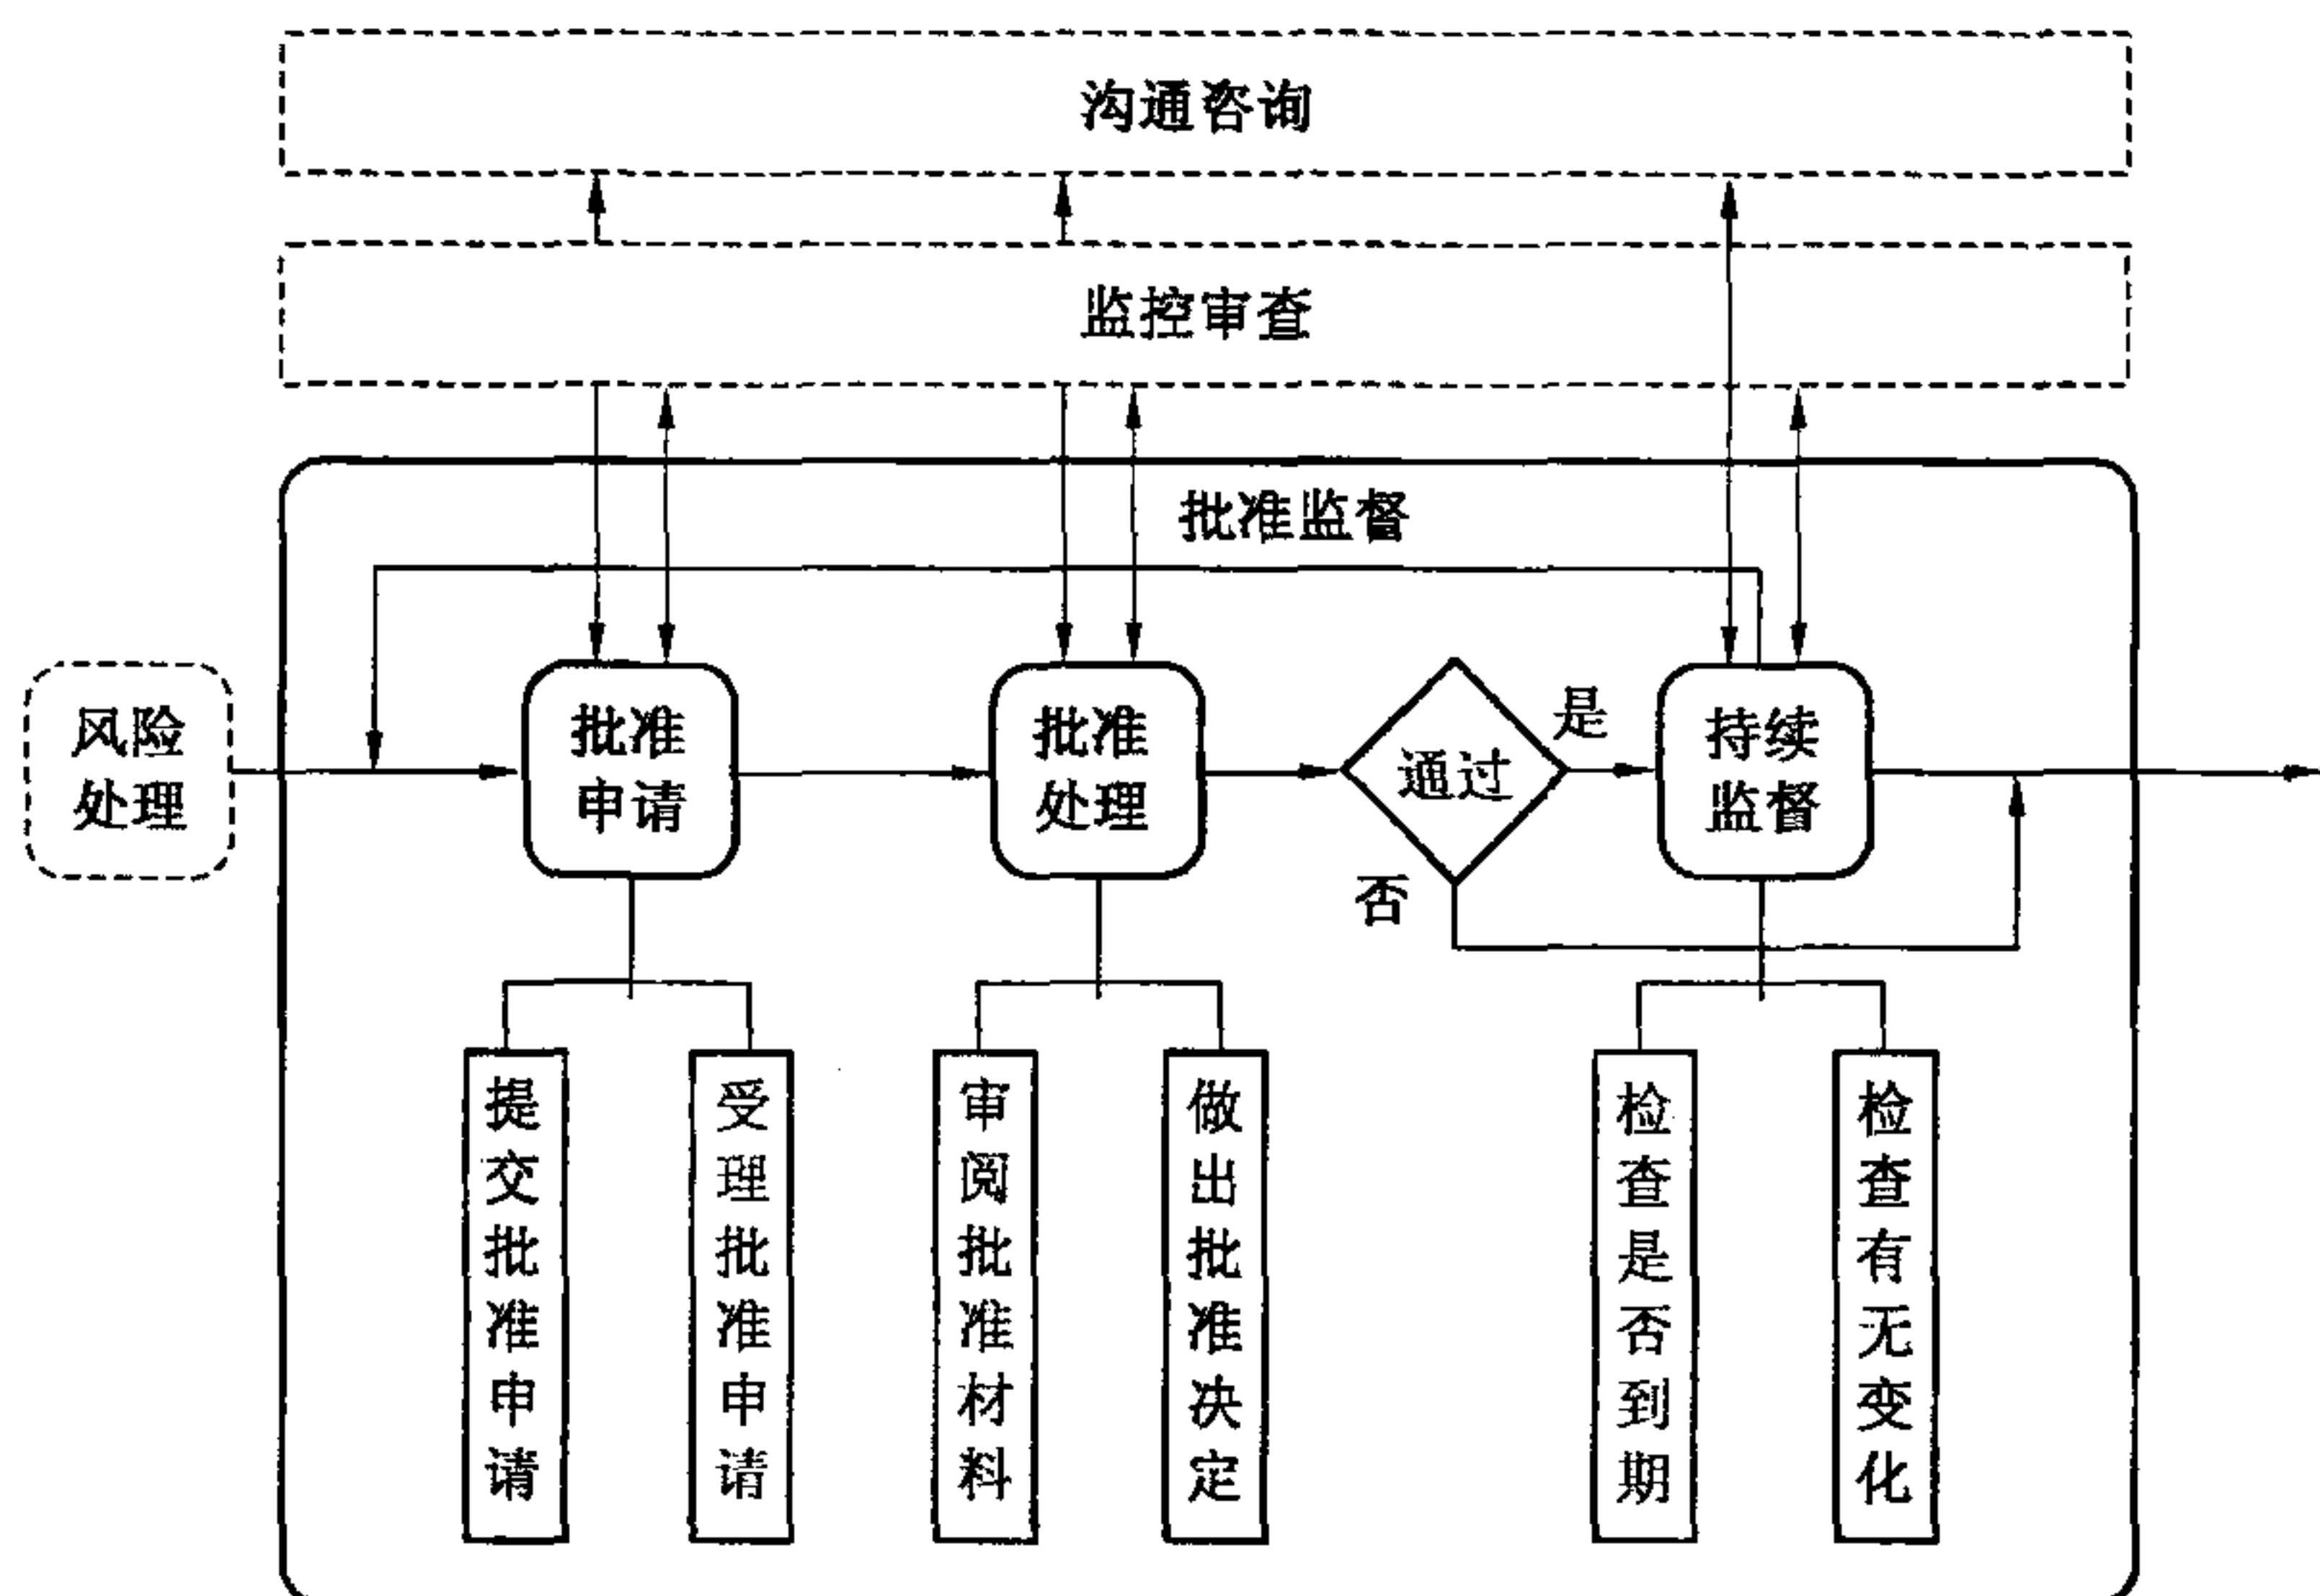 沟通咨询
监控审查
批准监督
风险
处理
批准
申请
批准
处理
通过
是
否
持续
监督
提交批准申请
受理批准申请
审阅批准材料
做出批准决定
检查是否到期
检查有无变化